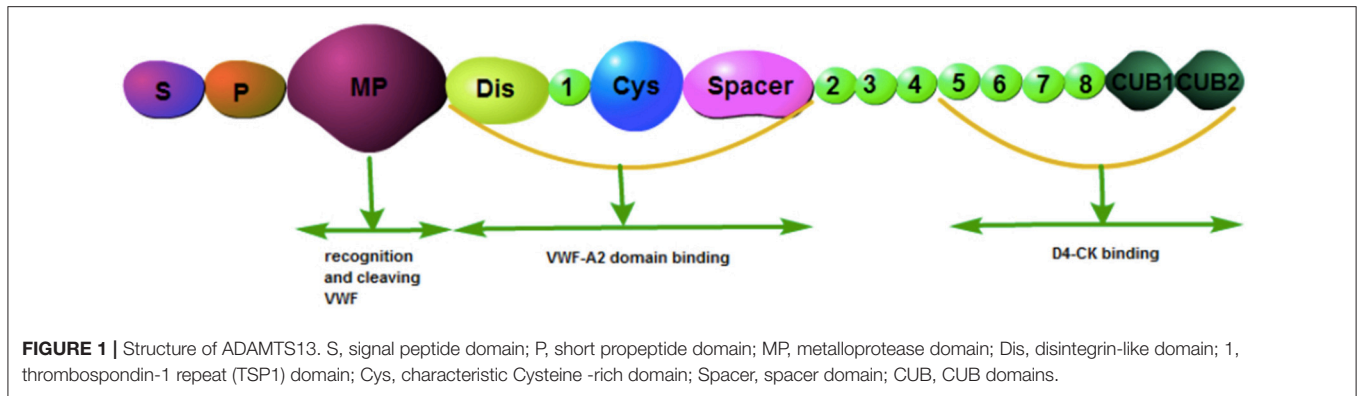 S P MP Dis 1 Cys Spacer 2 3 4 5 6 7 8 CUB1 CUB2
recognition
and cleaving
VWF
VWF-A2 domain binding
D4-CK binding
FIGURE 1 | Structure of ADAMTS13. S, signal peptide domain; P, short propeptide domain; MP, metalloprotease domain; Dis, disintegrin-like domain; 1,
thrombospondin-1 repeat (TSP1) domain; Cys, characteristic Cysteine -rich domain; Spacer, spacer domain; CUB, CUB domains.